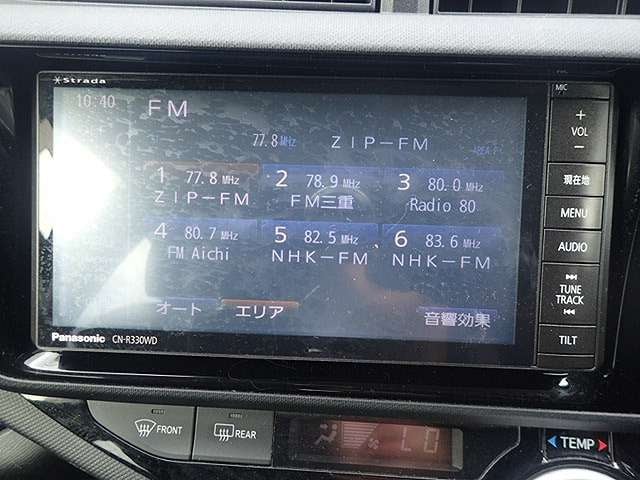 Strada
MIC
10:40
FM
77.8 MHz ZIP-FM
1 77.8 MHz
ZIP-FM
2 78.9 MHz
FM三重
3 80.0 MHz
Radio 80
4 80.7 MHz
FM Aichi
5 82.5 MHz
NHK-FM
6 83.6 MHz
NHK-FM
オート
エリア
音響効果
Panasonic CN-R330WD
+
VOL
-
現在地
MENU
AUDIO
TUNE
TRACK
TILT
FRONT
REAR
LO
TEMP